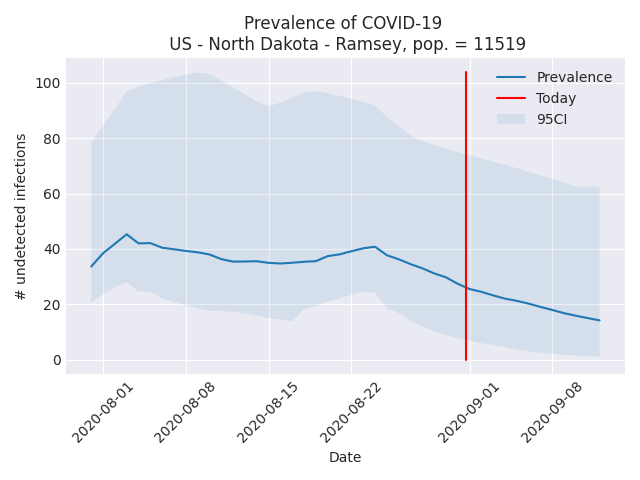 Prevalence of COVID-19
US - North Dakota - Ramsey, pop. = 11519
Prevalence
Today
95CI
# undetected infections
100
80
60
40
20
0
2020-08-01
2020-08-08
2020-08-15
2020-08-22
2020-09-01
2020-09-08
Date